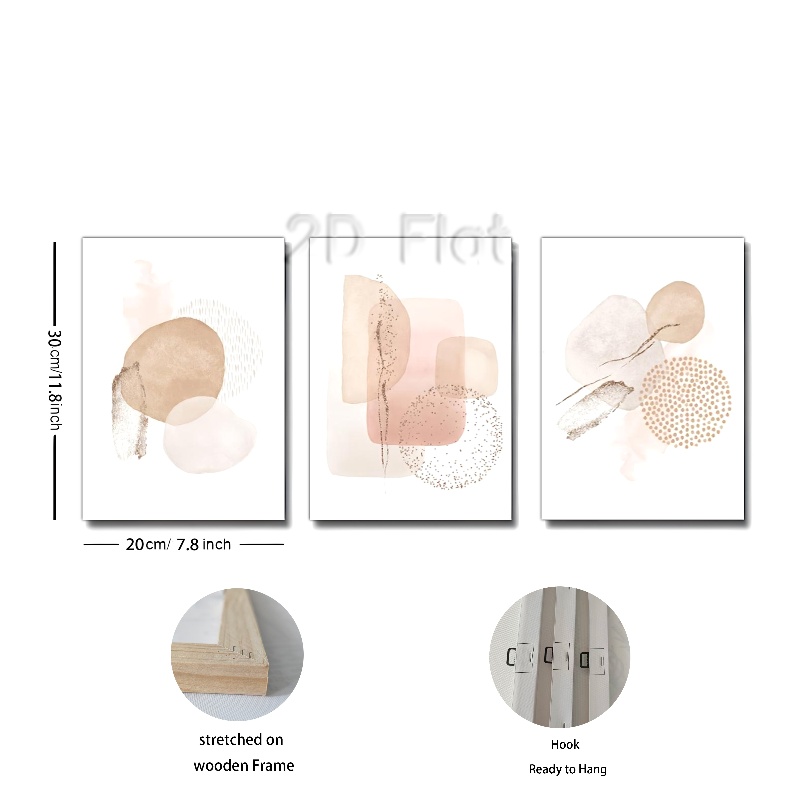 2D Flat
30cm/11.8inch
20cm/ 7.8 inch
stretched on
wooden Frame
Hook
Ready to Hang